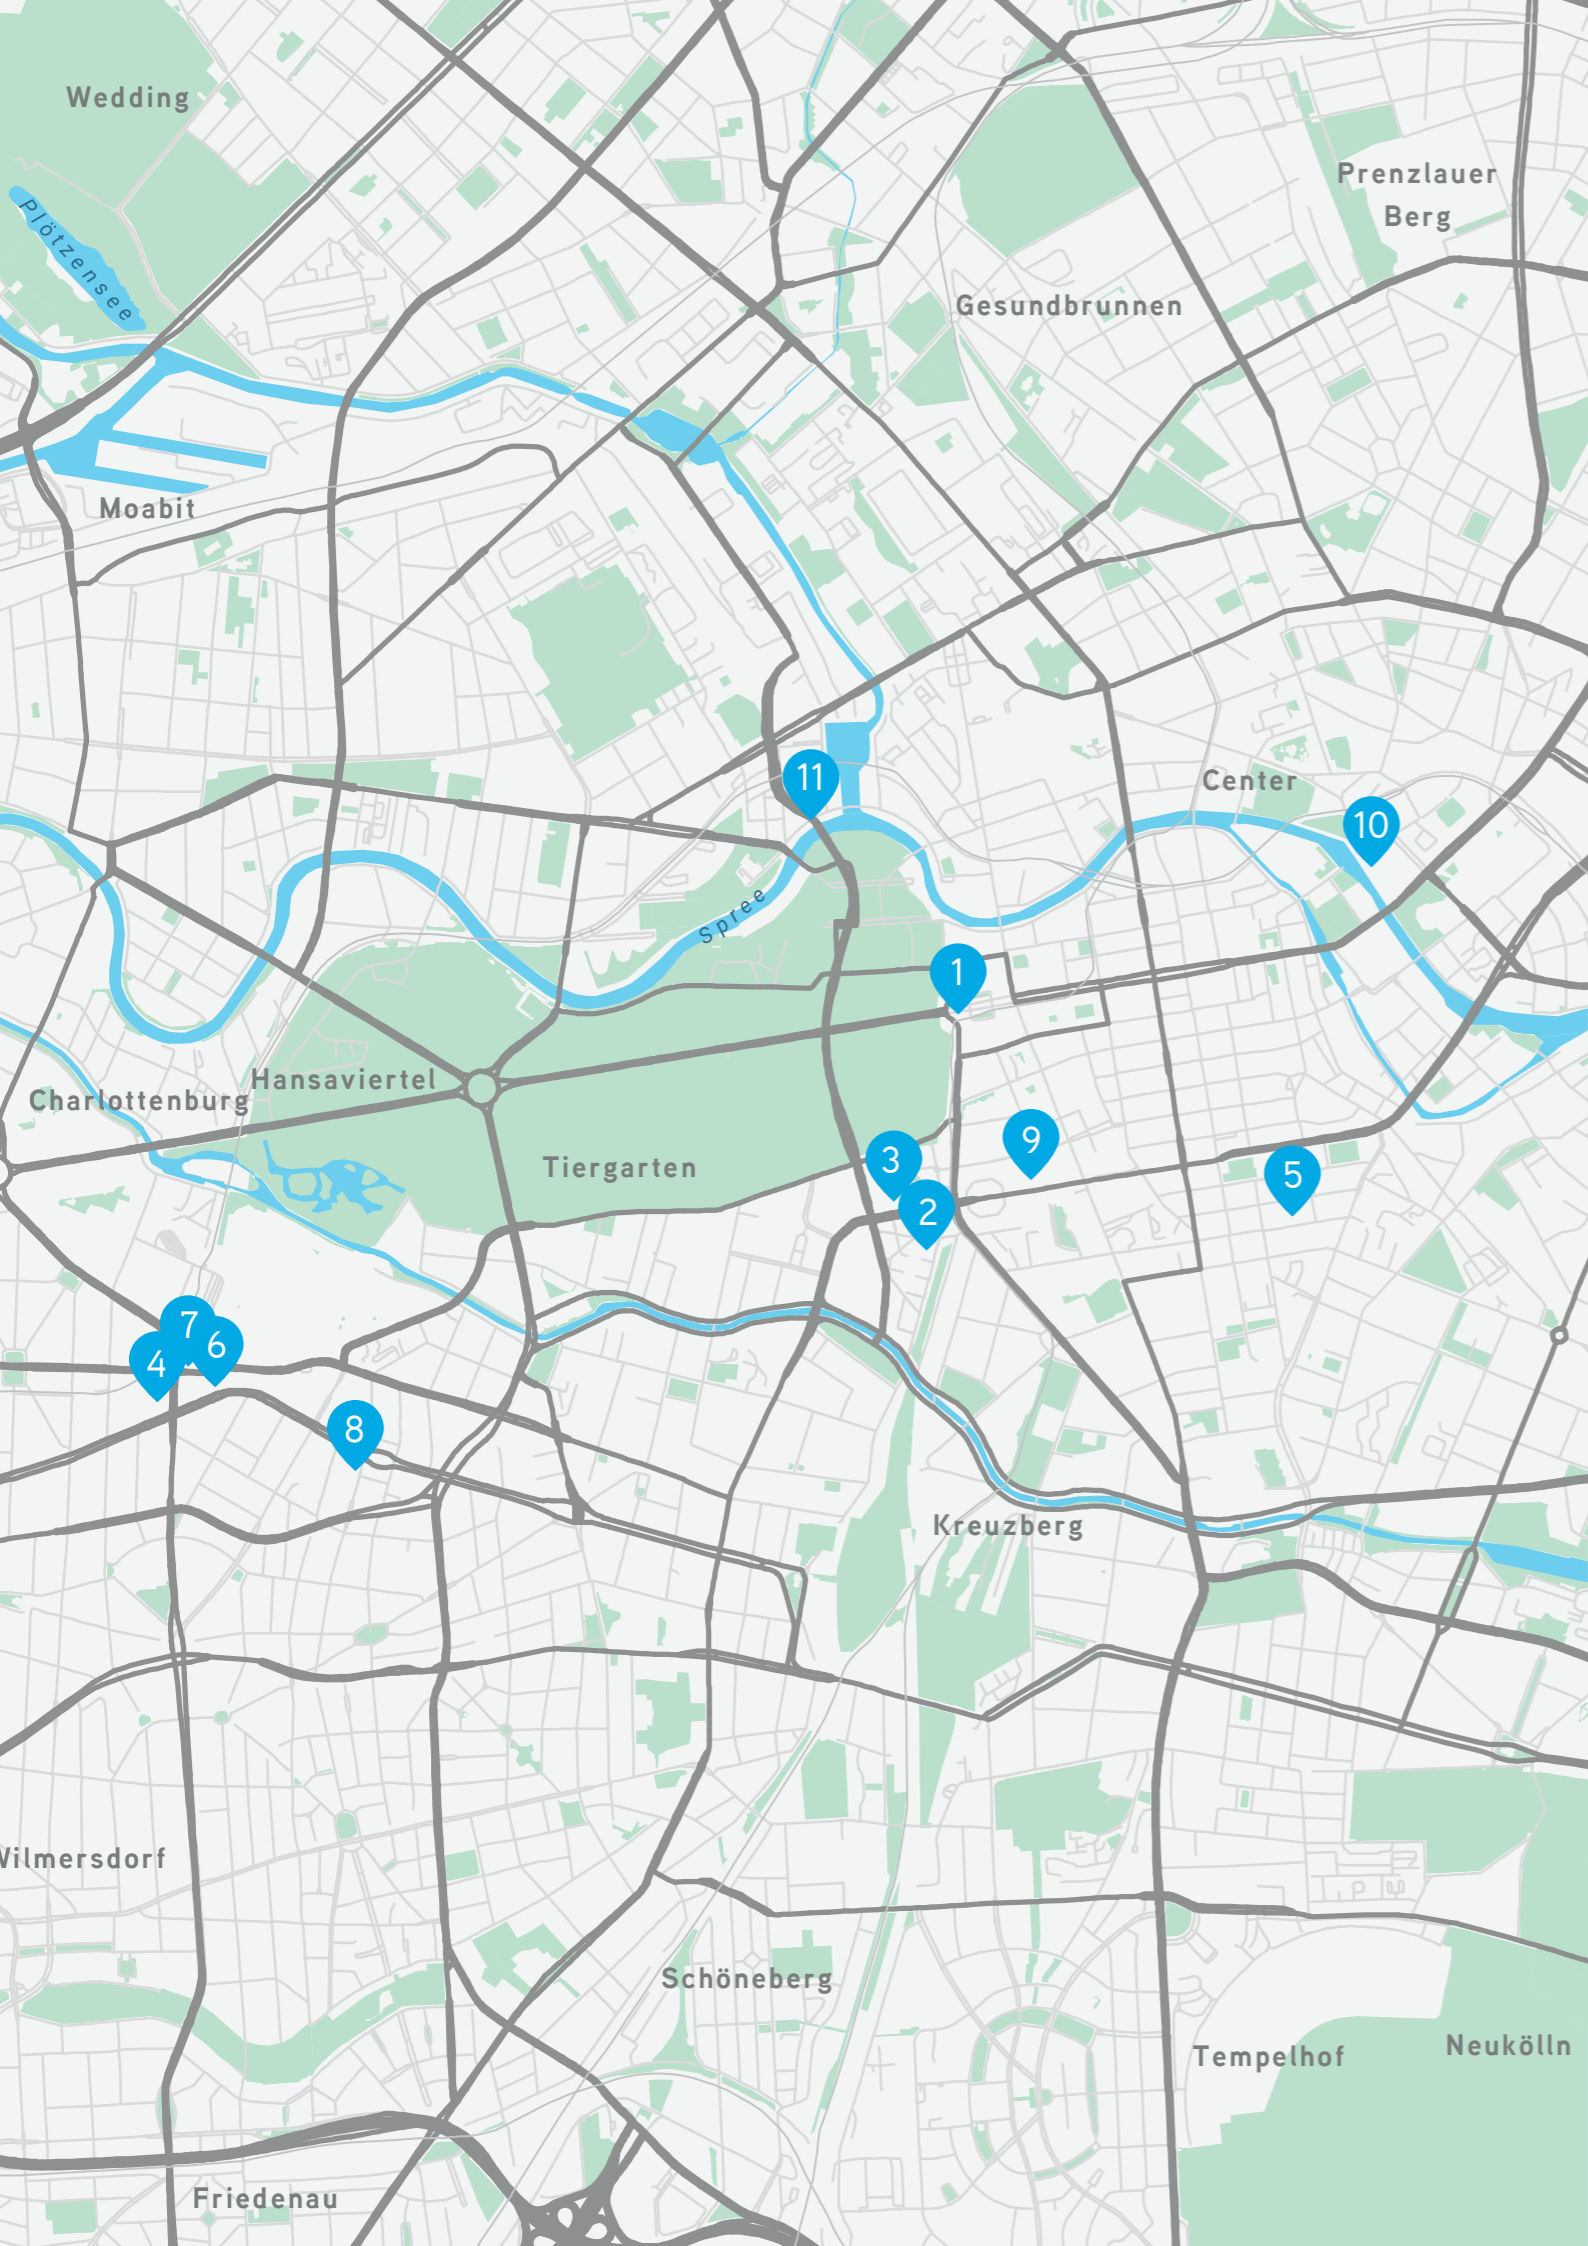 Wedding
Prenzlauer
Berg
Plötzensee
Gesundbrunnen
Moabit
11
Center
10
Spree
1
Hansaviertel
Charlottenburg
Tiergarten
9
3
5
2
7
6
4
8
Kreuzberg
Wilmersdorf
Schöneberg
Tempelhof
Neukölln
Friedenau